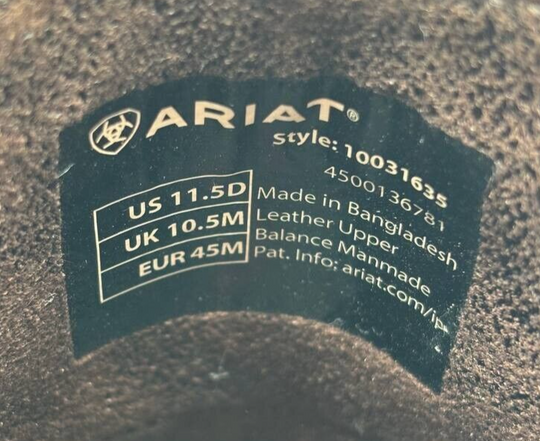 ARIAT®
style: 10031635
4500136781
US 11.5D
UK 10.5M
EUR 45M
Made in Bangladesh
Leather Upper
Balance Manmade
Pat. Info: ariat.com/ip